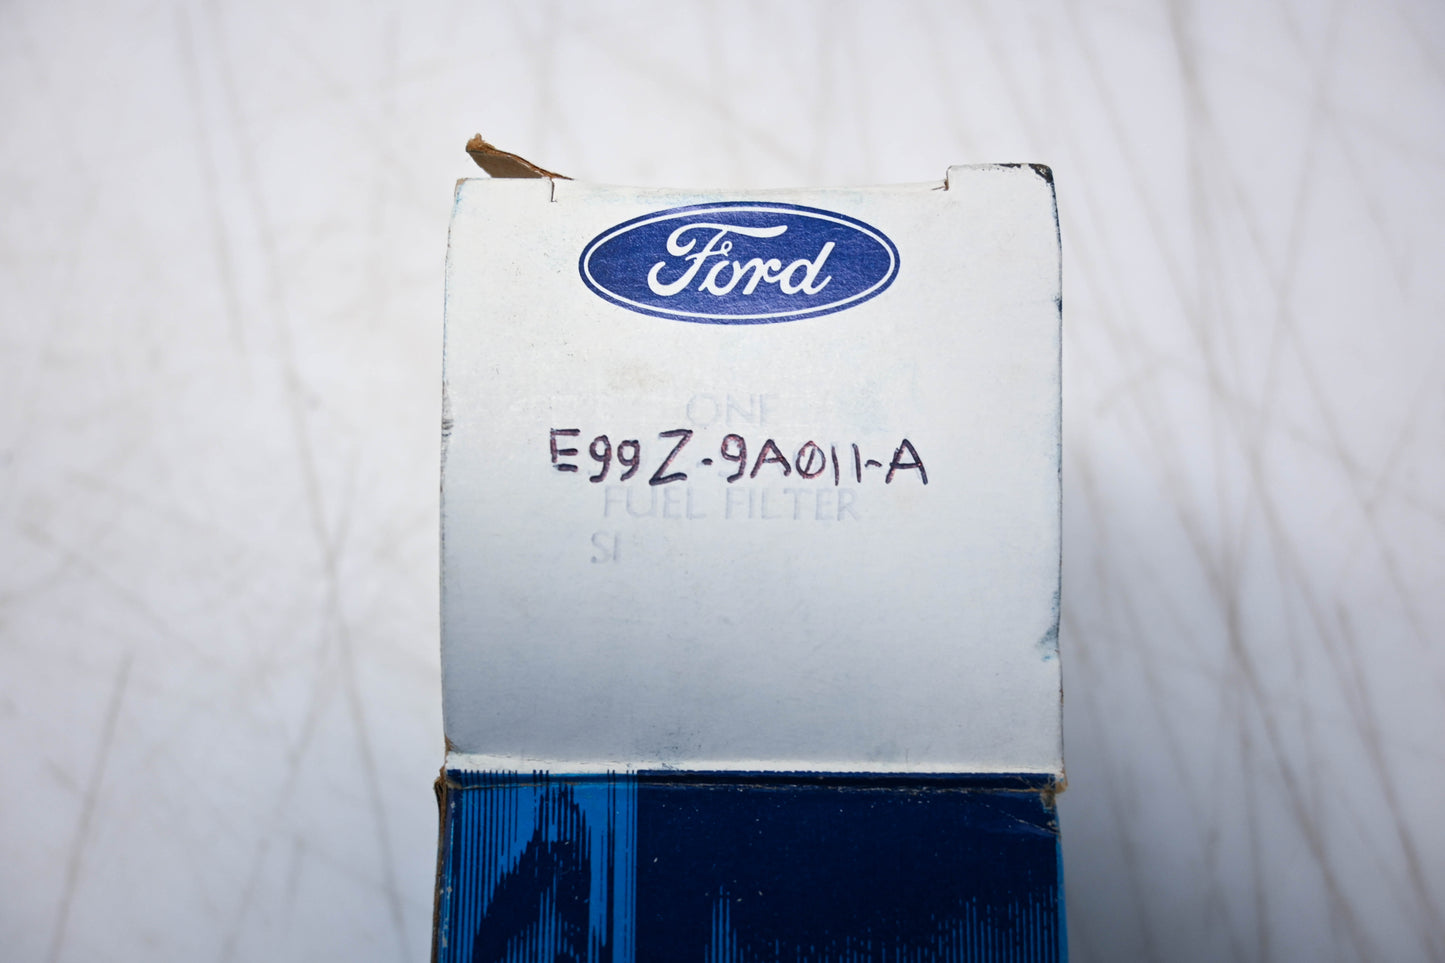 Ford
ONE
E99Z-9A011-A
FUEL FILTER